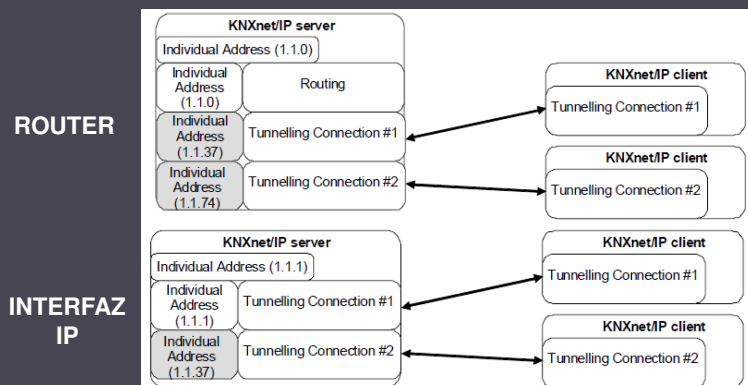 ROUTER
KNXnet/IP server
Individual Address (1.1.0)
Individual
Address
(1.1.0)
Routing
Individual
Address
(1.1.37)
Tunnelling Connection #1
Individual
Address
(1.1.74)
Tunnelling Connection #2
KNXnet/IP client
Tunnelling Connection #1
KNXnet/IP client
Tunnelling Connection #2
INTERFAZ
IP
KNXnet/IP server
Individual Address (1.1.1)
Individual
Address
(1.1.1)
Tunnelling Connection #1
Individual
Address
(1.1.37)
Tunnelling Connection #2
KNXnet/IP client
Tunnelling Connection #1
KNXnet/IP client
Tunnelling Connection #2